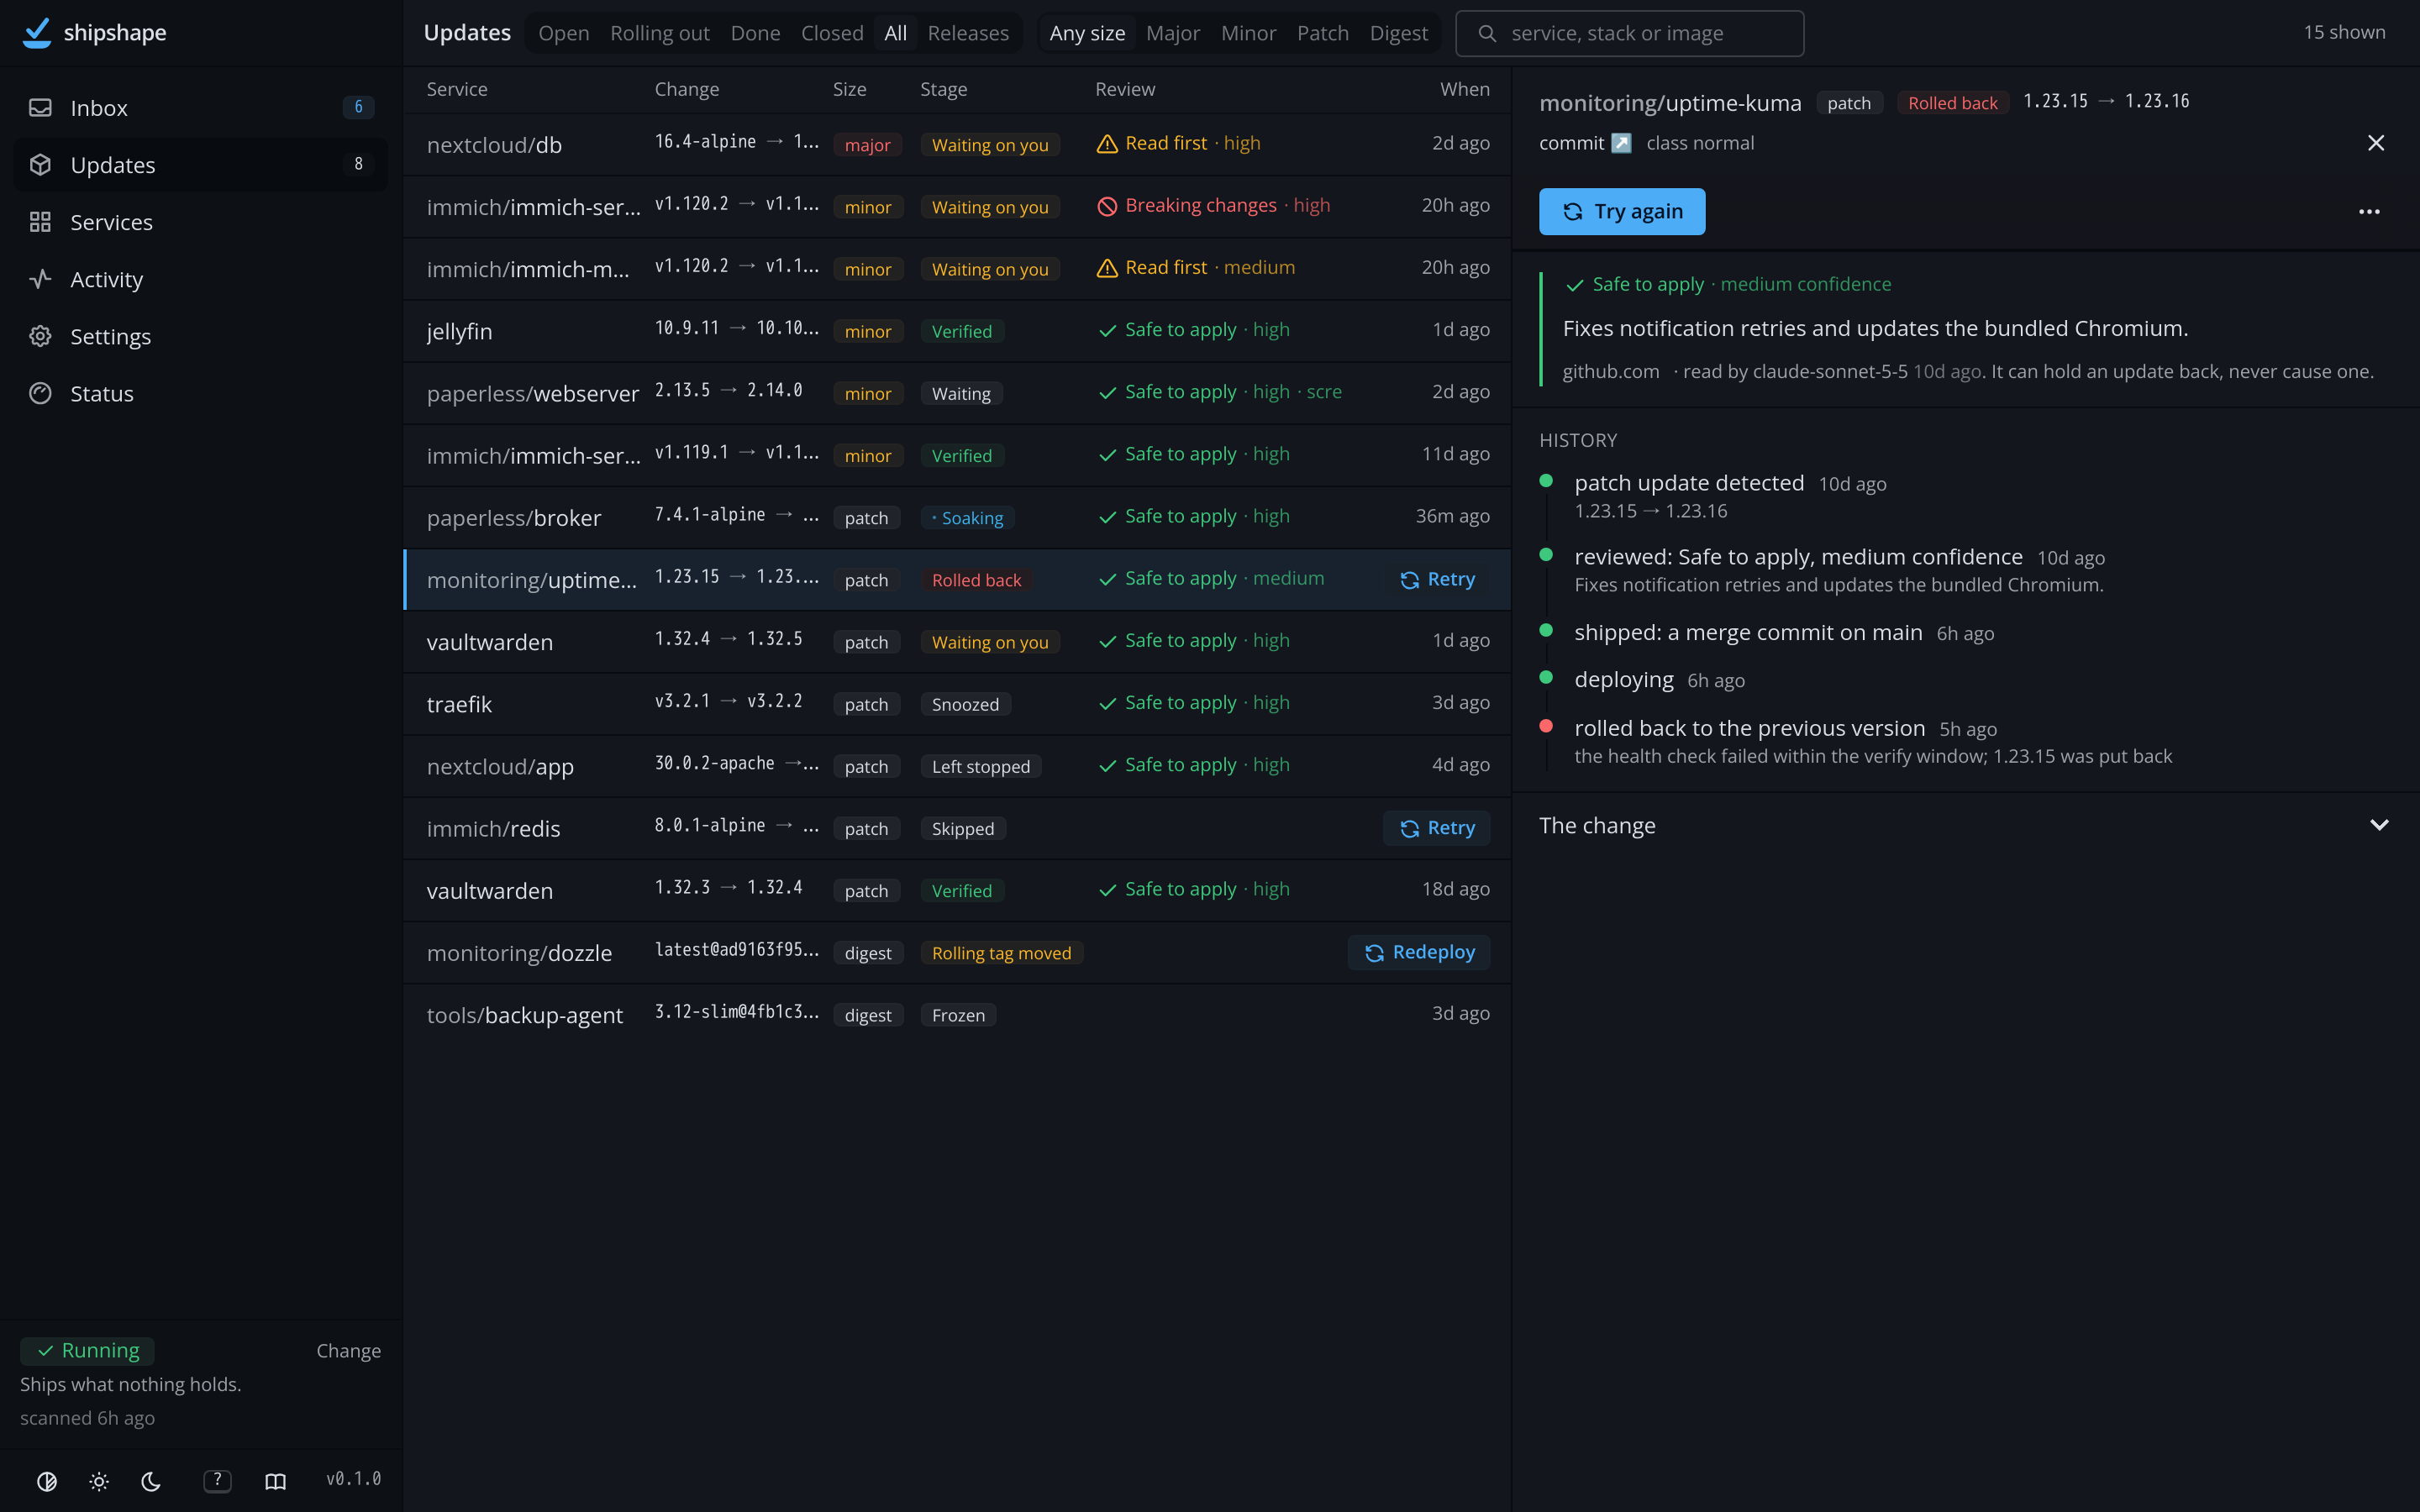 shipshape
Inbox 6
Updates 8
Services
Activity
Settings
Status
Running Change
Ships what nothing holds.
scanned 6h ago
? v0.1.0
Updates Open Rolling out Done Closed All Releases Any size Major Minor Patch Digest service, stack or image 15 shown
Service Change Size Stage Review When
nextcloud/db 16.4-alpine → 1... major Waiting on you Read first · high 2d ago
immich/immich-ser... v1.120.2 → v1.1... minor Waiting on you Breaking changes · high 20h ago
immich/immich-m... v1.120.2 → v1.1... minor Waiting on you Read first · medium 20h ago
jellyfin 10.9.11 → 10.10... minor Verified Safe to apply · high 1d ago
paperless/webserver 2.13.5 → 2.14.0 minor Waiting Safe to apply · high · scre 2d ago
immich/immich-ser... v1.119.1 → v1.1... minor Verified Safe to apply · high 11d ago
paperless/broker 7.4.1-alpine → ... patch · Soaking Safe to apply · high 36m ago
monitoring/uptime... 1.23.15 → 1.23.... patch Rolled back Safe to apply · medium Retry
vaultwarden 1.32.4 → 1.32.5 patch Waiting on you Safe to apply · high 1d ago
traefik v3.2.1 → v3.2.2 patch Snoozed Safe to apply · high 3d ago
nextcloud/app 30.0.2-apache →... patch Left stopped Safe to apply · high 4d ago
immich/redis 8.0.1-alpine → ... patch Skipped Retry
vaultwarden 1.32.3 → 1.32.4 patch Verified Safe to apply · high 18d ago
monitoring/dozzle latest@ad9163f95... digest Rolling tag moved Redeploy
tools/backup-agent 3.12-slim@4fb1c3... digest Frozen 3d ago
monitoring/uptime-kuma patch Rolled back 1.23.15 → 1.23.16
commit ↗ class normal
Try again
Safe to apply · medium confidence
Fixes notification retries and updates the bundled Chromium.
github.com · read by claude-sonnet-5-5 10d ago. It can hold an update back, never cause one.
HISTORY
patch update detected 10d ago
1.23.15 → 1.23.16
reviewed: Safe to apply, medium confidence 10d ago
Fixes notification retries and updates the bundled Chromium.
shipped: a merge commit on main 6h ago
deploying 6h ago
rolled back to the previous version 5h ago
the health check failed within the verify window; 1.23.15 was put back
The change